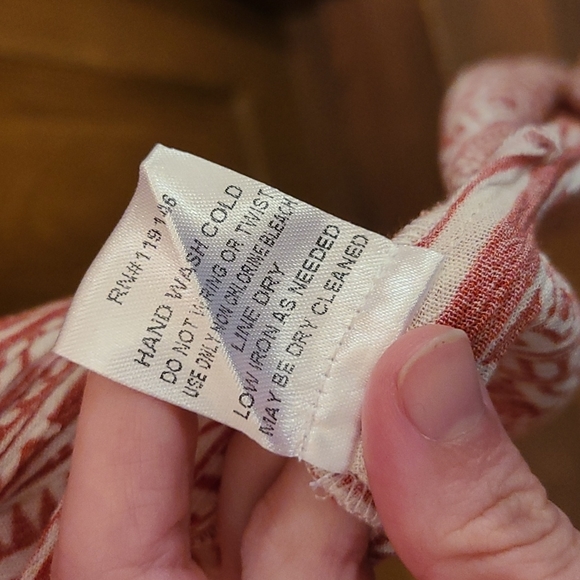 RN#119146
HAND WASH COLD
DO NOT WRING OR TWIST
USE ONLY NON CHLORINE BLEACH
LINE DRY
LOW IRON AS NEEDED
MAY BE DRY CLEANED